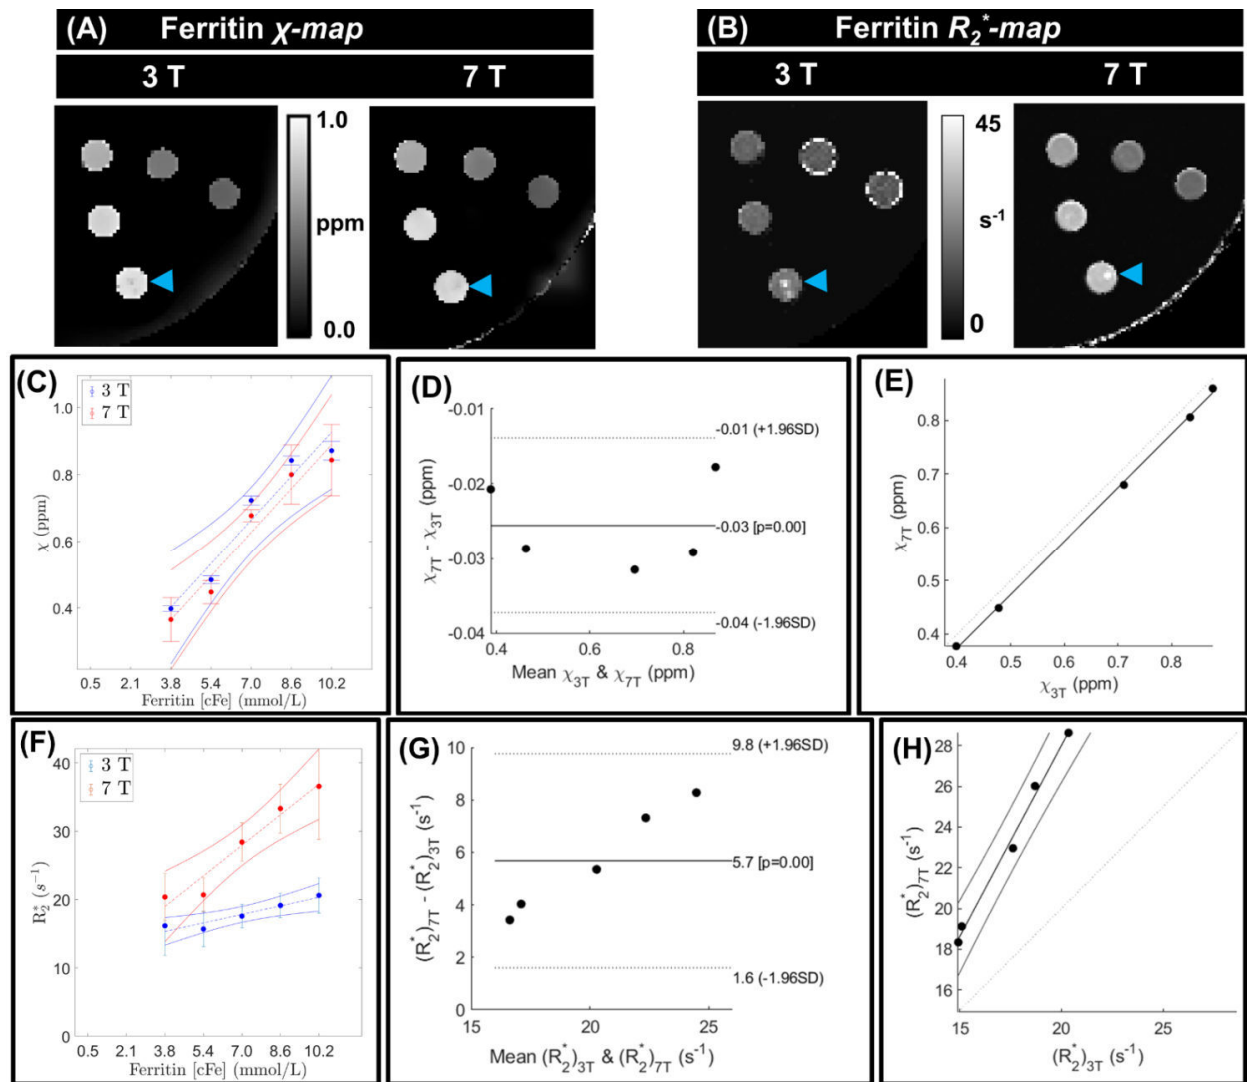 (A) Ferritin χ-map
3 T 7 T
1.0
ppm
0.0
(B) Ferritin R₂*-map
3 T 7 T
45
s⁻¹
0
(C)
3 T
7 T
χ (ppm)
1.0
0.8
0.6
0.4
0.5 2.1 3.8 5.4 7.0 8.6 10.2
Ferritin [cFe] (mmol/L)
(D)
χ7T - χ3T (ppm)
-0.01
-0.02
-0.03
-0.04
-0.01 (+1.96SD)
-0.03 [p=0.00]
-0.04 (-1.96SD)
0.4 0.6 0.8
Mean χ3T & χ7T (ppm)
(E)
χ7T (ppm)
0.8
0.7
0.6
0.5
0.4
0.4 0.5 0.6 0.7 0.8
χ3T (ppm)
(F)
3 T
7 T
R₂* (s⁻¹)
40
30
20
10
0
0.5 2.1 3.8 5.4 7.0 8.6 10.2
Ferritin [cFe] (mmol/L)
(G)
(R₂*)7T - (R₂*)3T (s⁻¹)
10
8
6
4
2
0
9.8 (+1.96SD)
5.7 [p=0.00]
1.6 (-1.96SD)
15 20 25
Mean (R₂*)3T & (R₂*)7T (s⁻¹)
(H)
(R₂*)7T (s⁻¹)
28
26
24
22
20
18
16
15 20 25
(R₂*)3T (s⁻¹)